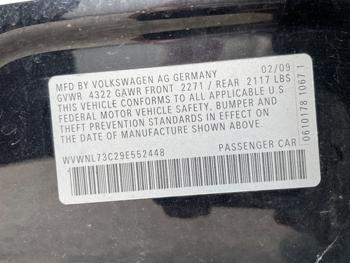 MFD BY VOLKSWAGEN AG GERMANY 02/09
GVWR 4322 GAWR FRONT 2271 / REAR 2117 LBS
THIS VEHICLE CONFORMS TO ALL APPLICABLE U.S.
FEDERAL MOTOR VEHICLE SAFETY, BUMPER AND
THEFT PREVENTION STANDARDS IN EFFECT ON
THE DATE OF MANUFACTURE SHOWN ABOVE.
WVWNL73C29E552448 PASSENGER CAR
0610178 1067 1